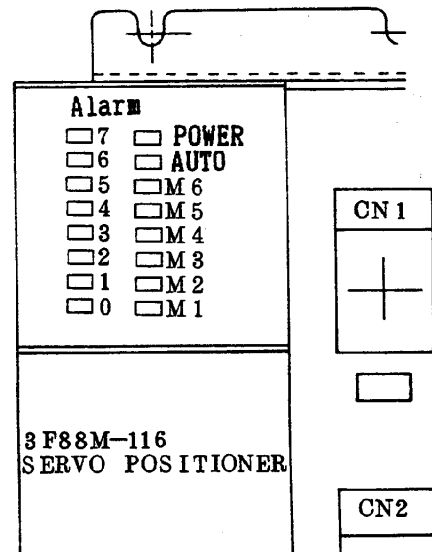 Alarm
7 POWER
6 AUTO
5 M6
4 M5
3 M4
2 M3
1 M2
0 M1
CN1
3F88M-116
SERVO POSITIONER
CN2